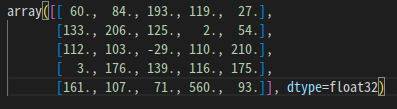 array([[ 60.,  84., 193., 119.,  27.],
       [133., 206., 125.,   2.,  54.],
       [112., 103., -29., 110., 210.],
       [  3., 176., 139., 116., 175.],
       [161., 107.,  71., 560.,  93.]], dtype=float32)